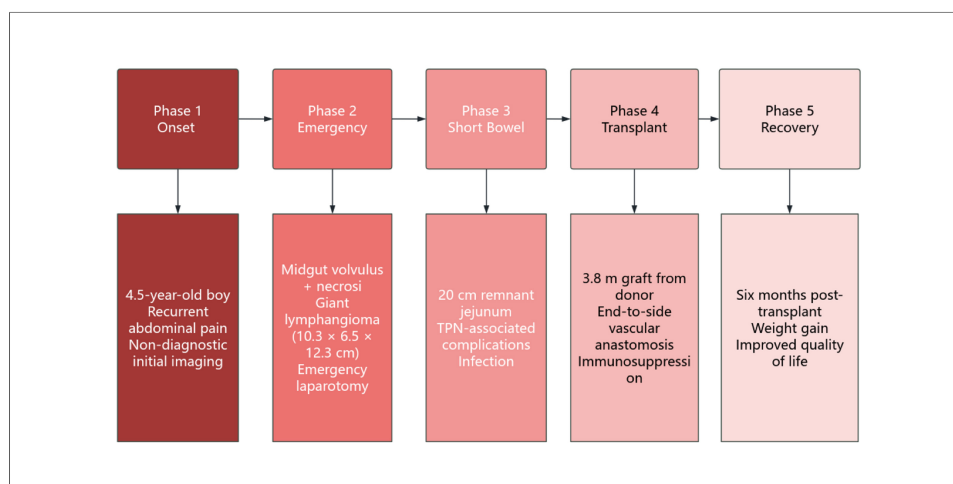 Phase 1
Onset
Phase 2
Emergency
Phase 3
Short Bowel
Phase 4
Transplant
Phase 5
Recovery
4.5-year-old boy
Recurrent
abdominal pain
Non-diagnostic
initial imaging
Midgut volvulus
+ necrosi
Giant
lymphangioma
(10.3 × 6.5 ×
12.3 cm)
Emergency
laparotomy
20 cm remnant
jejunum
TPN-associated
complications
Infection
3.8 m graft from
donor
End-to-side
vascular
anastomosis
Immunosuppressi
on
Six months post-
transplant
Weight gain
Improved quality
of life